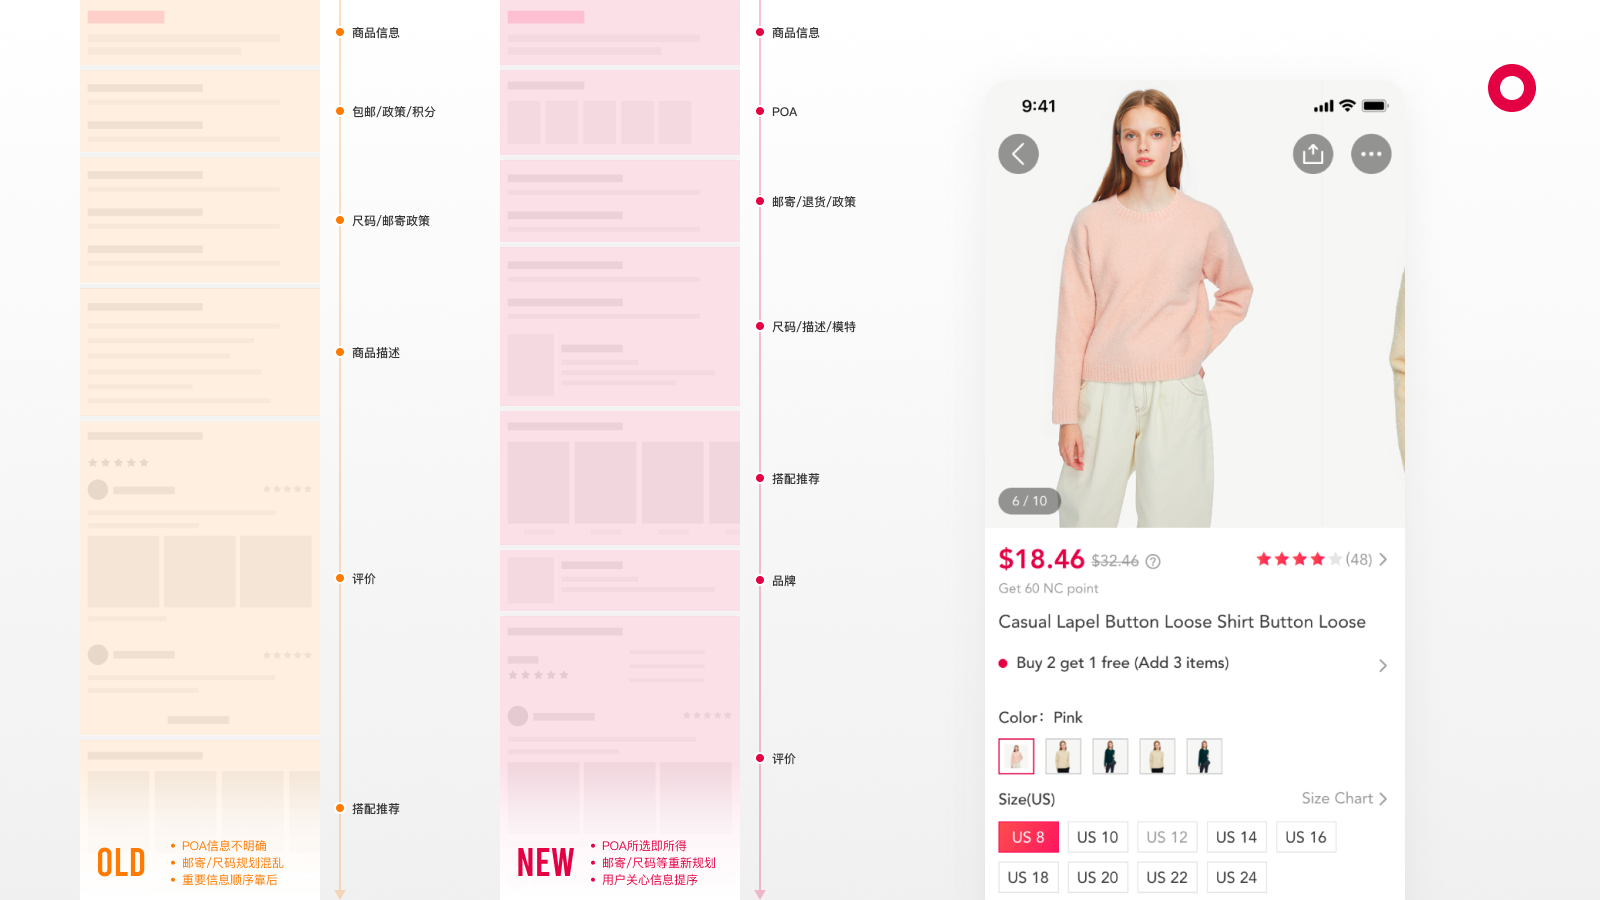 商品信息
包邮/政策/积分
尺码/邮寄政策
商品描述
评价
搭配推荐
OLD
POA信息不明确
邮寄/尺码规划混乱
重要信息顺序靠后
商品信息
POA
邮寄/退货/政策
尺码/描述/模特
搭配推荐
品牌
评价
NEW
POA所选即所得
邮寄/尺码等重新规划
用户关心信息提序
9:41
6 / 10
$18.46 $32.46 (48)
Get 60 NC point
Casual Lapel Button Loose Shirt Button Loose
Buy 2 get 1 free (Add 3 items)
Color： Pink
Size(US) Size Chart
US 8 US 10 US 12 US 14 US 16
US 18 US 20 US 22 US 24